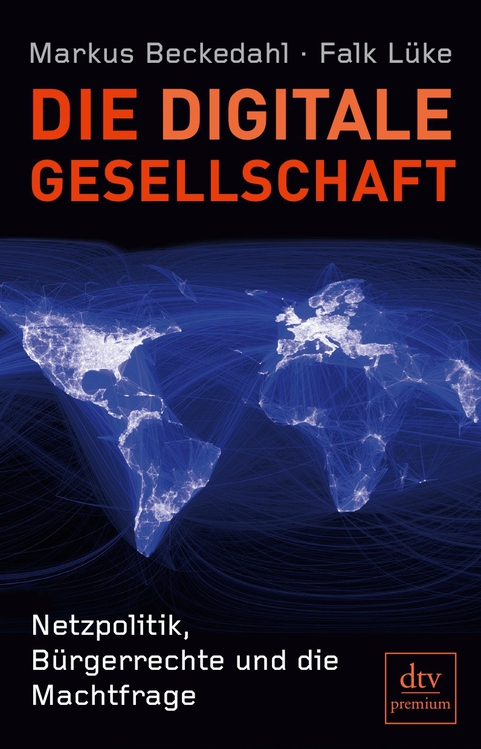 Markus Beckedahl · Falk Lüke
DIE DIGITALE
GESELLSCHAFT
Netzpolitik,
Bürgerrechte und die
Machtfrage
dtv
premium